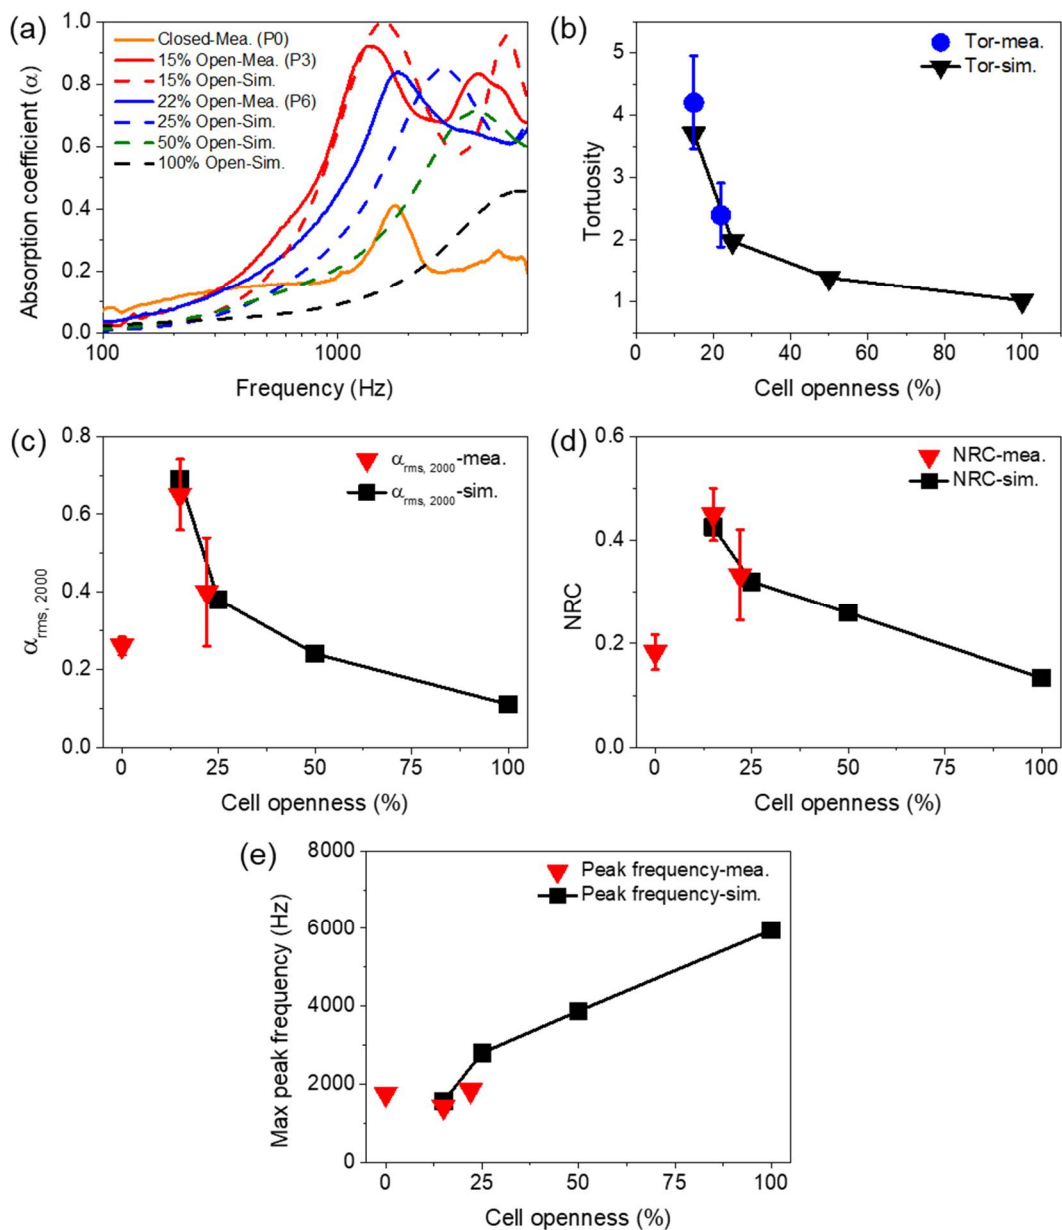 (a)
1.0
0.8
0.6
0.4
0.2
0.0
Absorption coefficient (α)
Closed-Mea. (P0)
15% Open-Mea. (P3)
15% Open-Sim.
22% Open-Mea. (P6)
25% Open-Sim.
50% Open-Sim.
100% Open-Sim.
100
1000
Frequency (Hz)
(b)
5
4
3
2
1
Tortuosity
Tor-mea.
Tor-sim.
0 20 40 60 80 100
Cell openness (%)
(c)
0.8
0.6
0.4
0.2
0.0
αrms, 2000
αrms, 2000-mea.
αrms, 2000-sim.
0 25 50 75 100
Cell openness (%)
(d)
0.6
0.4
0.2
0.0
NRC
NRC-mea.
NRC-sim.
0 25 50 75 100
Cell openness (%)
(e)
8000
6000
4000
2000
0
Max peak frequency (Hz)
Peak frequency-mea.
Peak frequency-sim.
0 25 50 75 100
Cell openness (%)